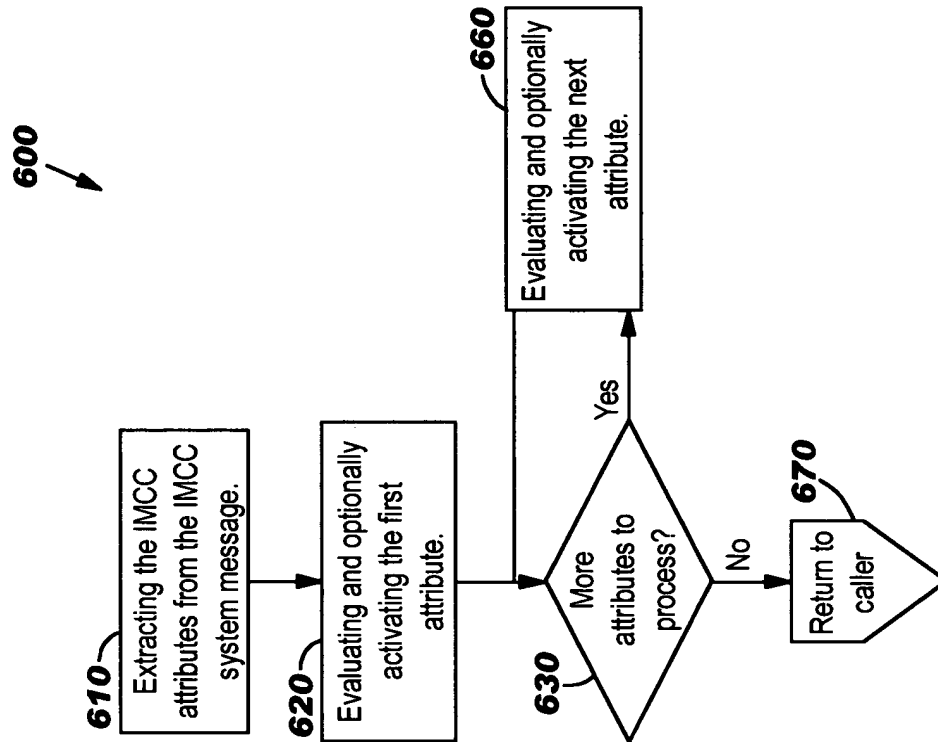 600
610
Extracting the IMCC
attributes from the IMCC
system message.
620
Evaluating and optionally
activating the first
attribute.
630
More
attributes to
process?
Yes
No
660
Evaluating and optionally
activating the next
attribute.
670
Return to
caller